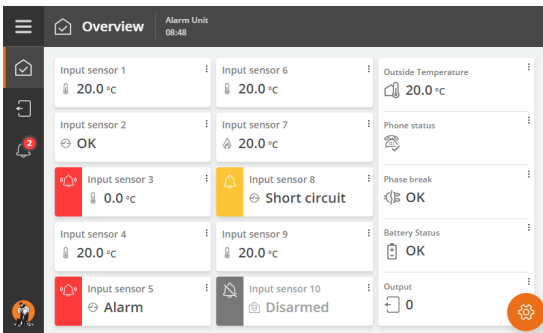 Overview
Alarm Unit
08:48
2
Input sensor 1
20.0 °C
Input sensor 2
OK
Input sensor 3
0.0 °C
Input sensor 4
20.0 °C
Input sensor 5
Alarm
Input sensor 6
20.0 °C
Input sensor 7
20.0 °C
Input sensor 8
Short circuit
Input sensor 9
20.0 °C
Input sensor 10
Disarmed
Outside Temperature
20.0 °C
Phone status
Phase break
OK
Battery Status
OK
Output
0